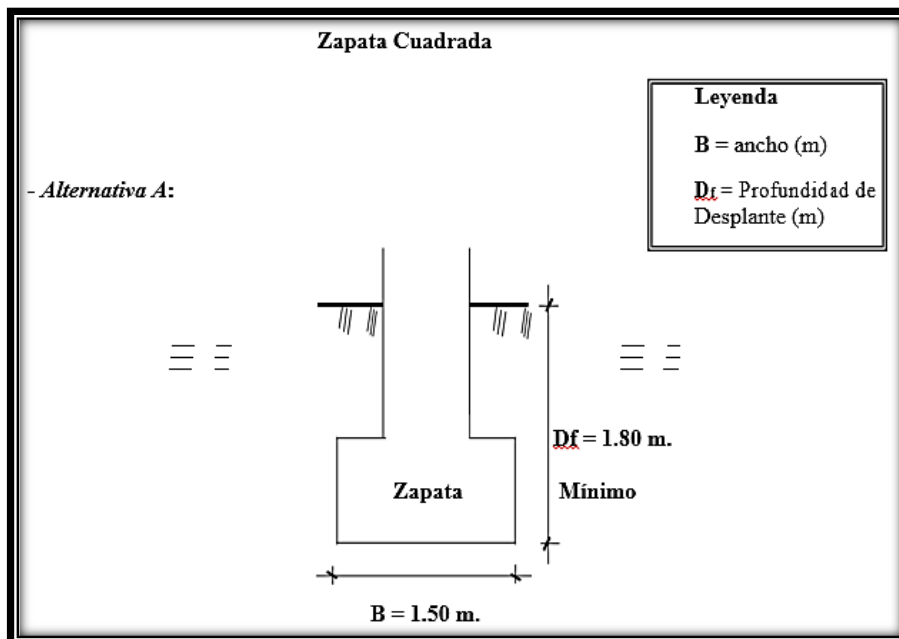 Zapata Cuadrada
Leyenda
B = ancho (m)
Df = Profundidad de
Desplante (m)
- Alternativa A:
Df = 1.80 m.
Zapata
Mínimo
B = 1.50 m.